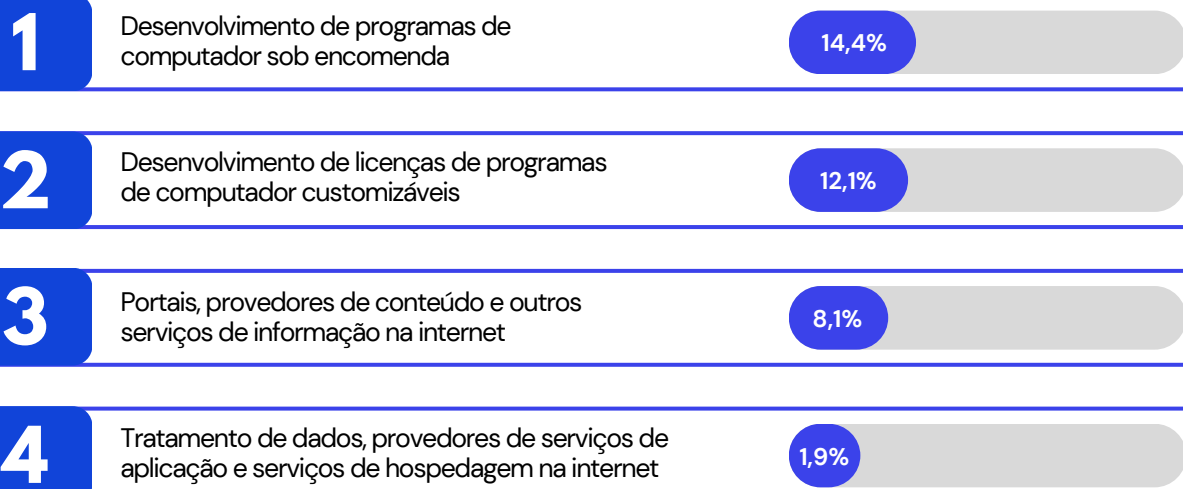 1
Desenvolvimento de programas de
computador sob encomenda
14,4%
2
Desenvolvimento de licenças de programas
de computador customizáveis
12,1%
3
Portais, provedores de conteúdo e outros
serviços de informação na internet
8,1%
4
Tratamento de dados, provedores de serviços de
aplicação e serviços de hospedagem na internet
1,9%